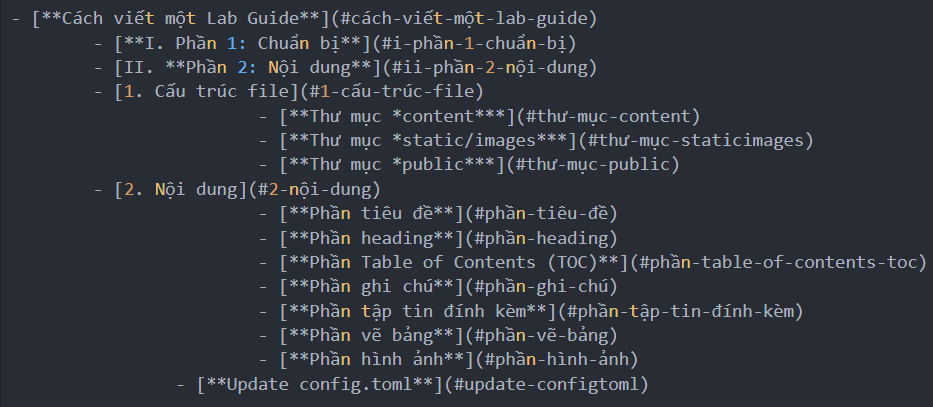 - [**Cách viết một Lab Guide**](#cách-viết-một-lab-guide)
- [**I. Phần 1: Chuẩn bị**](#i-phần-1-chuẩn-bị)
- [II. **Phần 2: Nội dung**](#ii-phần-2-nội-dung)
- [1. Cấu trúc file](#1-cấu-trúc-file)
- [**Thư mục *content***](#thư-mục-content)
- [**Thư mục *static/images***](#thư-mục-staticimages)
- [**Thư mục *public***](#thư-mục-public)
- [2. Nội dung](#2-nội-dung)
- [**Phần tiêu đề**](#phần-tiêu-đề)
- [**Phần heading**](#phần-heading)
- [**Phần Table of Contents (TOC)**](#phần-table-of-contents-toc)
- [**Phần ghi chú**](#phần-ghi-chú)
- [**Phần tập tin đính kèm**](#phần-tập-tin-đính-kèm)
- [**Phần vẽ bảng**](#phần-vẽ-bảng)
- [**Phần hình ảnh**](#phần-hình-ảnh)
- [**Update config.toml**](#update-configtoml)